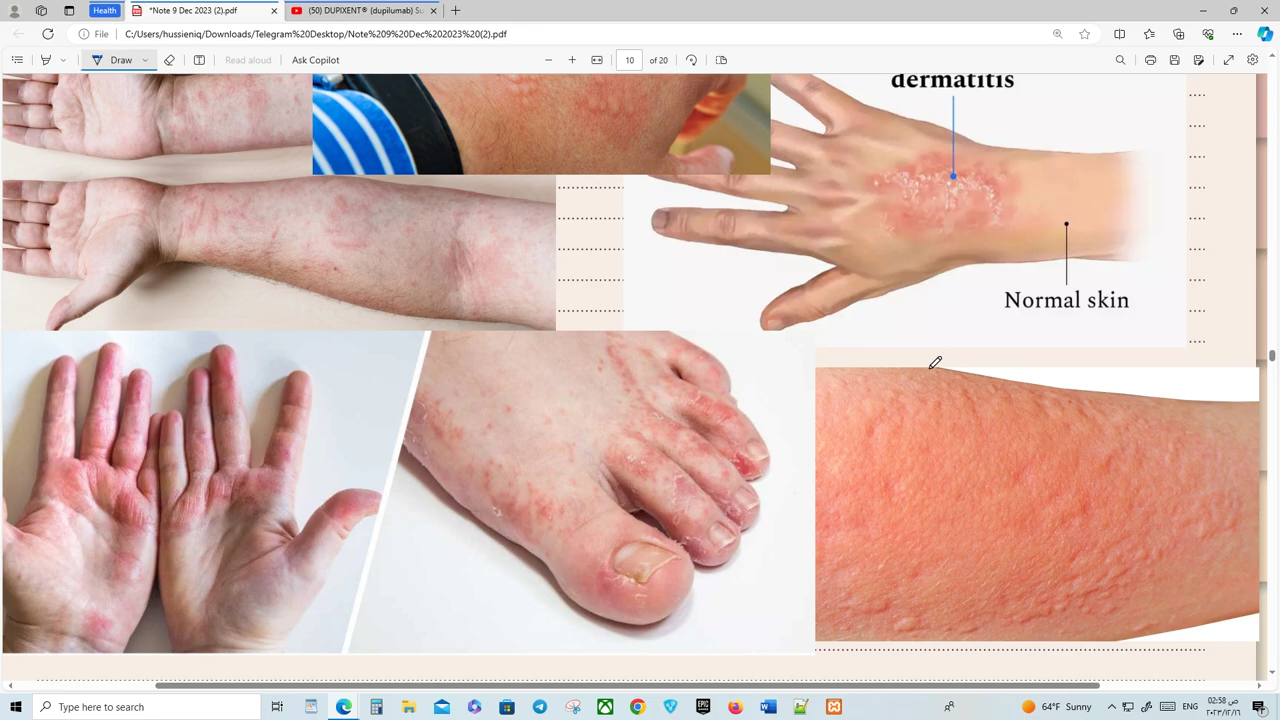 Health
*Note 9 Dec 2023 (2).pdf
(50) DUPIXENT® (dupilumab) Su
File
C:/Users/hussieniq/Downloads/Telegram%20Desktop/Note%209%20Dec%202023%20(2).pdf
Draw
Read aloud
Ask Copilot
10
of 20
dermatitis
Normal skin
Type here to search
64°F Sunny
ENG
02:58 ص